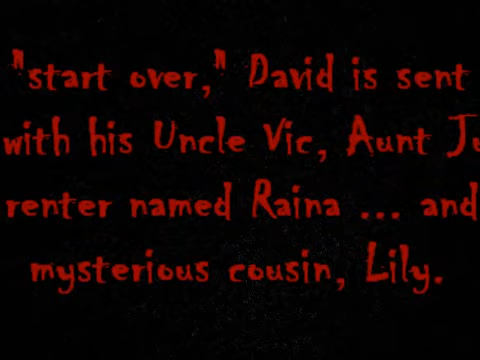 "start over," David is sent
with his Uncle Vic, Aunt
renter named Raina ... and
mysterious cousin, Lily.